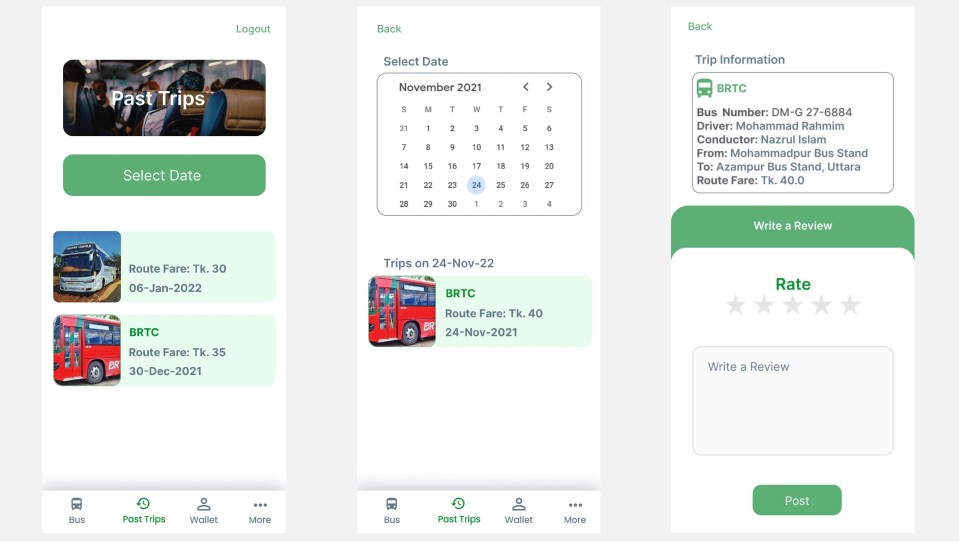 Logout
Past Trips
Select Date
Route Fare: Tk. 30
06-Jan-2022
BRTC
Route Fare: Tk. 35
30-Dec-2021
BR
Bus
Past Trips
Wallet
More
Back
Select Date
November 2021
S M T W T F S
31 1 2 3 4 5 6
7 8 9 10 11 12 13
14 15 16 17 18 19 20
21 22 23 24 25 26 27
28 29 30 1 2 3 4
Trips on 24-Nov-22
BRTC
Route Fare: Tk. 40
24-Nov-2021
BR
Bus
Past Trips
Wallet
More
Back
Trip Information
BRTC
Bus Number: DM-G 27-6884
Driver: Mohammad Rahmim
Conductor: Nazrul Islam
From: Mohammadpur Bus Stand
To: Azampur Bus Stand, Uttara
Route Fare: Tk. 40.0
Write a Review
Rate
Write a Review
Post